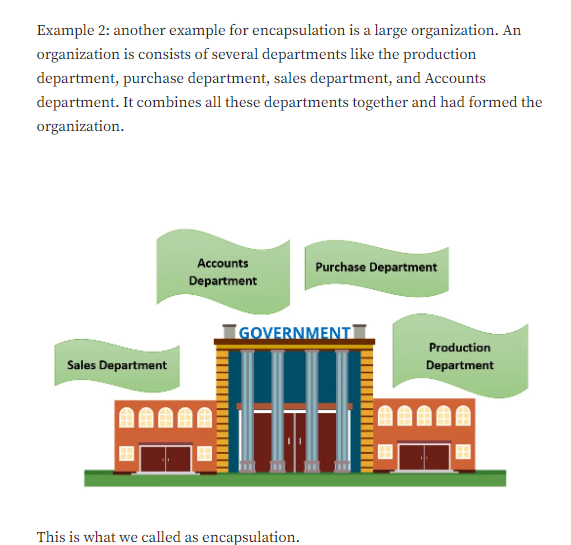 Example 2: another example for encapsulation is a large organization. An
organization is consists of several departments like the production
department, purchase department, sales department, and Accounts
department. It combines all these departments together and had formed the
organization.
Accounts
Department
Purchase Department
GOVERNMENT
Sales Department
Production
Department
This is what we called as encapsulation.